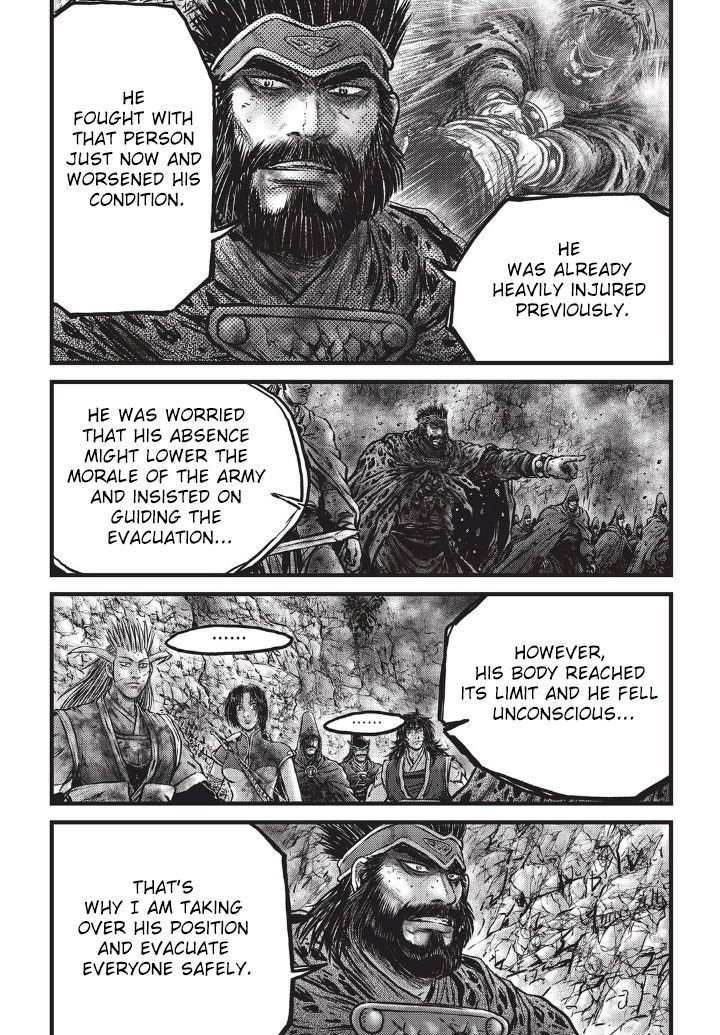 HE
FOUGHT WITH
THAT PERSON
JUST NOW AND
WORSENED HIS
CONDITION.
HE
WAS ALREADY
HEAVILY INJURED
PREVIOUSLY.
HE WAS WORRIED
THAT HIS ABSENCE
MIGHT LOWER THE
MORALE OF THE ARMY
AND INSISTED ON
GUIDING THE
EVACUATION...
......
......
HOWEVER,
HIS BODY REACHED
ITS LIMIT AND HE FELL
UNCONSCIOUS...
THAT'S
WHY I AM TAKING
OVER HIS POSITION
AND EVACUATE
EVERYONE SAFELY.